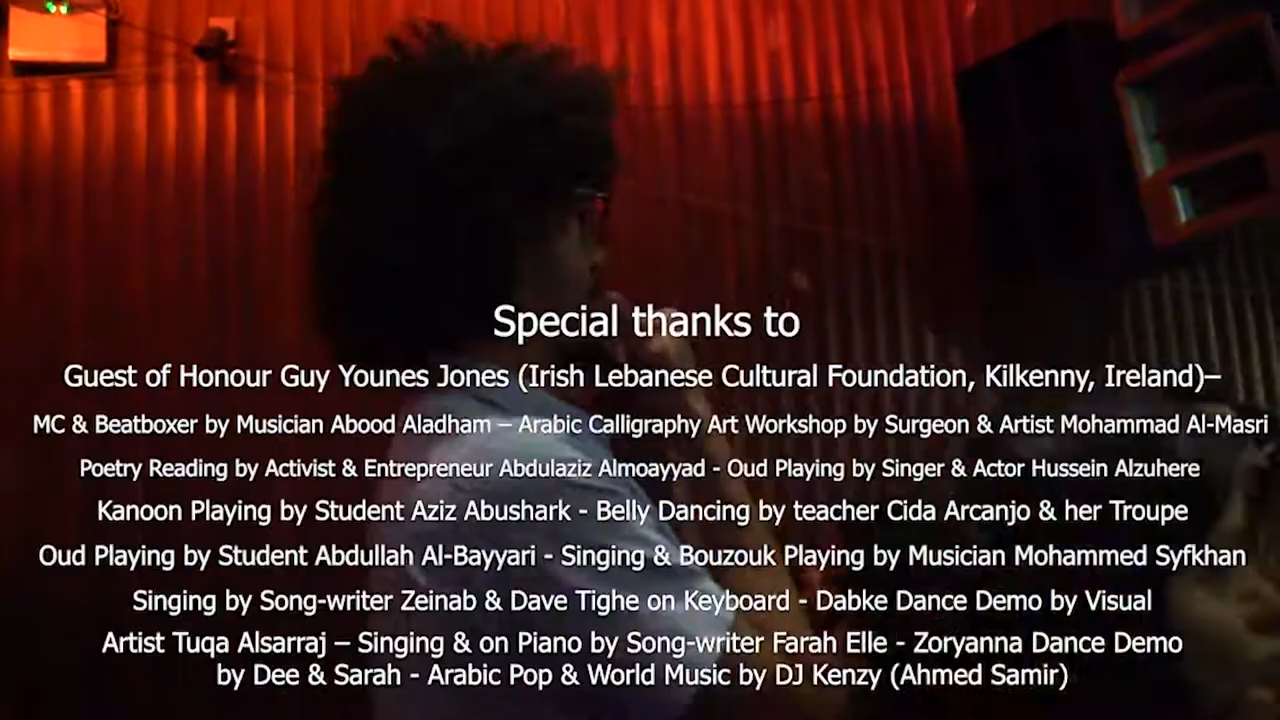 Special thanks to
Guest of Honour Guy Younes Jones (Irish Lebanese Cultural Foundation, Kilkenny, Ireland)–
MC & Beatboxer by Musician Abood Aladham – Arabic Calligraphy Art Workshop by Surgeon & Artist Mohammad Al-Masri
Poetry Reading by Activist & Entrepreneur Abdulaziz Almoayyad - Oud Playing by Singer & Actor Hussein Alzuhere
Kanoon Playing by Student Aziz Abushark - Belly Dancing by teacher Cida Arcanjo & her Troupe
Oud Playing by Student Abdullah Al-Bayyari - Singing & Bouzouk Playing by Musician Mohammed Syfkhan
Singing by Song-writer Zeinab & Dave Tighe on Keyboard - Dabke Dance Demo by Visual
Artist Tuqa Alsarraj – Singing & on Piano by Song-writer Farah Elle - Zoryanna Dance Demo
by Dee & Sarah - Arabic Pop & World Music by DJ Kenzy (Ahmed Samir)